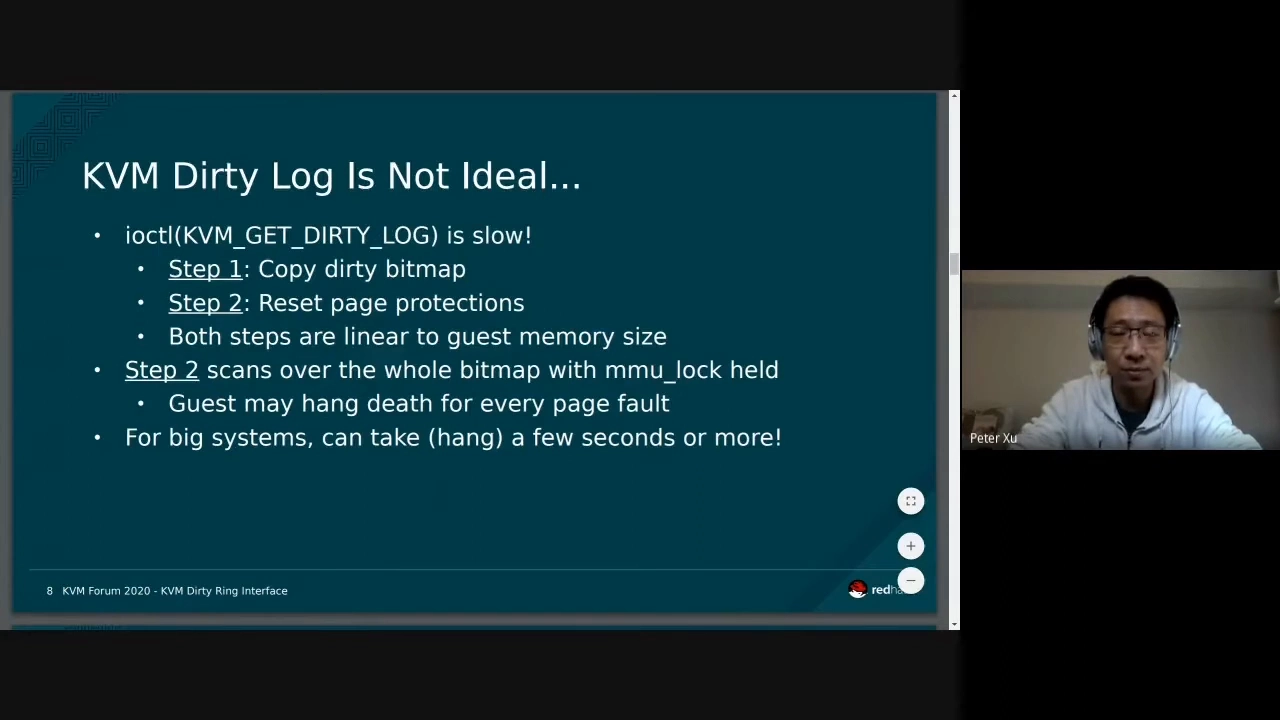 KVM Dirty Log Is Not Ideal...
• ioctl(KVM_GET_DIRTY_LOG) is slow!
• Step 1: Copy dirty bitmap
• Step 2: Reset page protections
• Both steps are linear to guest memory size
• Step 2 scans over the whole bitmap with mmu_lock held
• Guest may hang death for every page fault
• For big systems, can take (hang) a few seconds or more!
8 KVM Forum 2020 - KVM Dirty Ring Interface
redha
Peter Xu